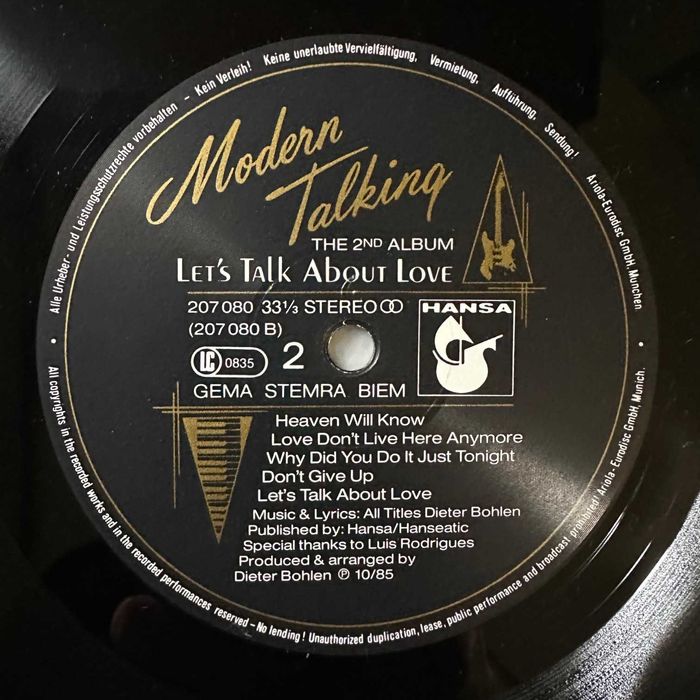 Alle Urheber- und Leistungsschutzrechte vorbehalten - Kein Verleih! Keine unerlaubte Vervielfältigung, Vermietung, Aufführung, Sendung! Ariola-Eurodisc GmbH, Munchen
Modern
Talking
THE 2ND ALBUM
LET'S TALK ABOUT LOVE
207 080 33⅓ STEREO
(207 080 B)
HANSA
LC 0835
2
GEMA STEMRA BIEM
Heaven Will Know
Love Don't Live Here Anymore
Why Did You Do It Just Tonight
Don't Give Up
Let's Talk About Love
Music & Lyrics: All Titles Dieter Bohlen
Published by: Hansa/Hanseatic
Special thanks to Luis Rodrigues
Produced & arranged by
Dieter Bohlen ℗ 10/85
All copyrights in the recorded works and in the recorded performances reserved - No lending! Unauthorized duplication, lease, public performance and broadcast prohibited! Ariola- Eurodisc GmbH, Munich.